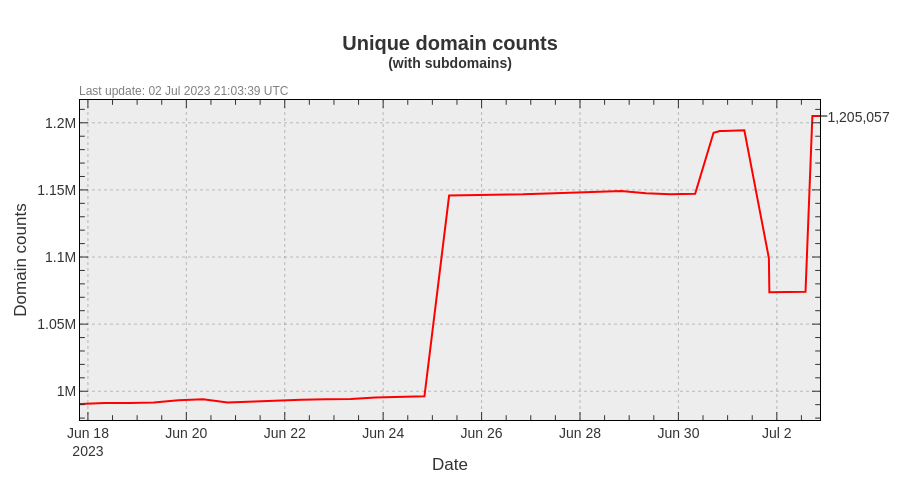 Unique domain counts
(with subdomains)
Last update: 02 Jul 2023 21:03:39 UTC
1.2M
1,205,057
1.15M
1.1M
1.05M
1M
Domain counts
Jun 18
2023
Jun 20
Jun 22
Jun 24
Jun 26
Jun 28
Jun 30
Jul 2
Date